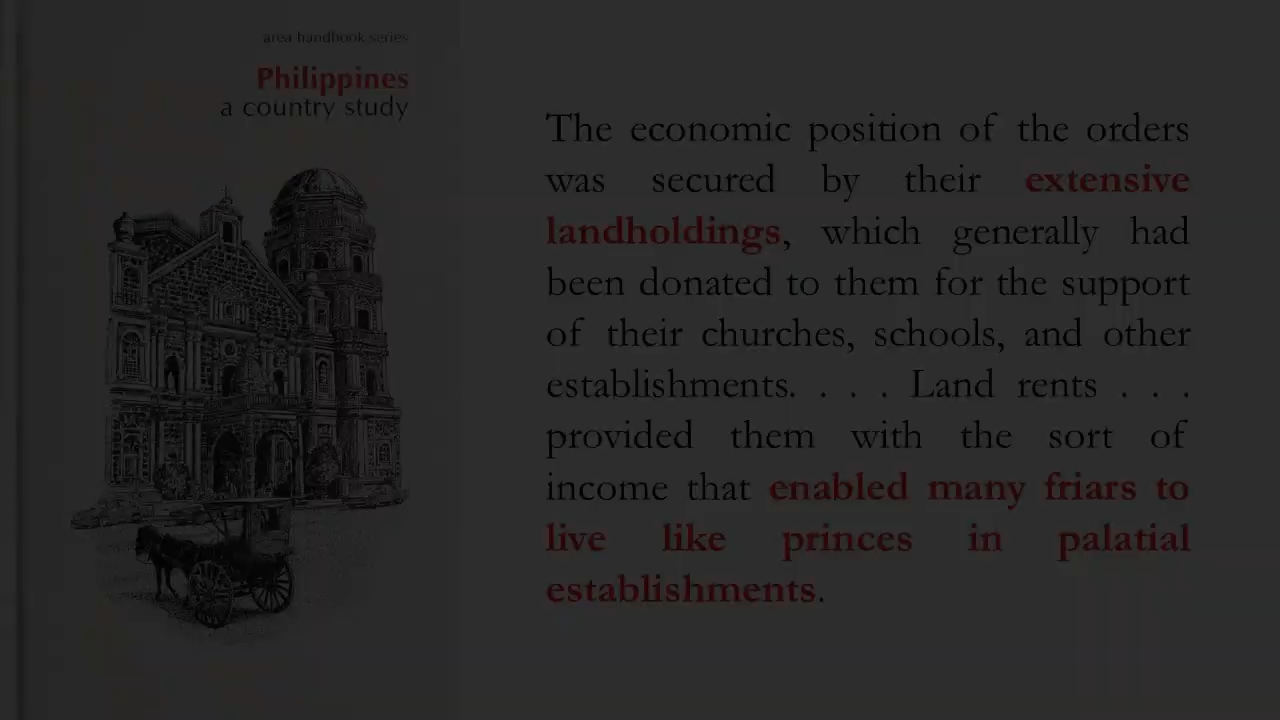 area handbook series
Philippines
a country study
The economic position of the orders
was secured by their extensive
landholdings, which generally had
been donated to them for the support
of their churches, schools, and other
establishments. . . . Land rents . . .
provided them with the sort of
income that enabled many friars to
live like princes in palatial
establishments.